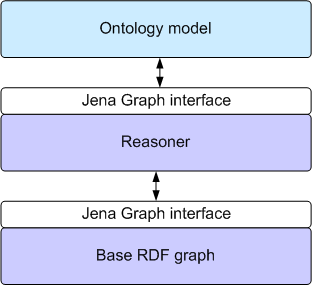 Ontology model
Jena Graph interface
Reasoner
Jena Graph interface
Base RDF graph